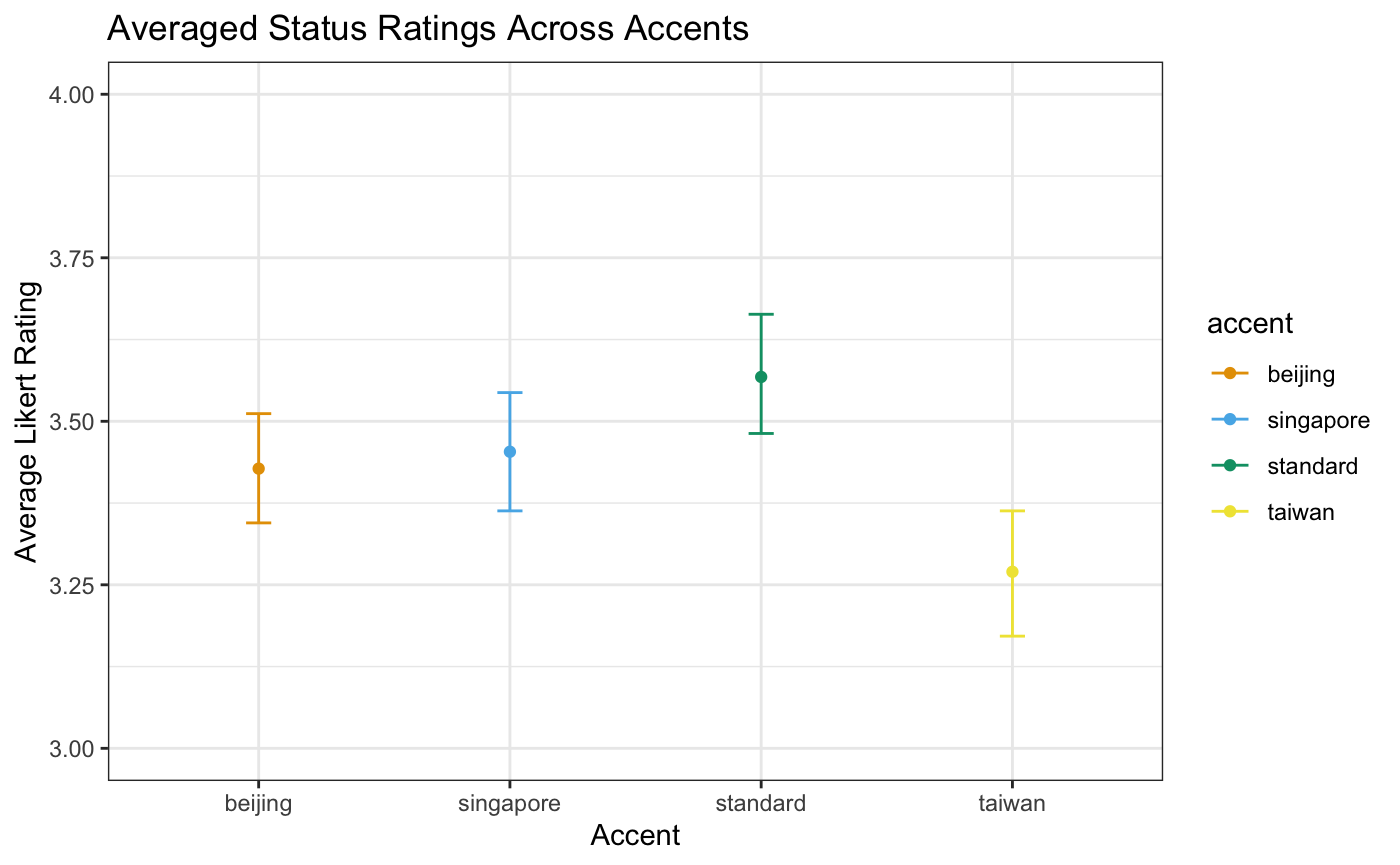 Averaged Status Ratings Across Accents
Average Likert Rating
4.00
3.75
3.50
3.25
3.00
beijing
singapore
standard
taiwan
Accent
accent
beijing
singapore
standard
taiwan